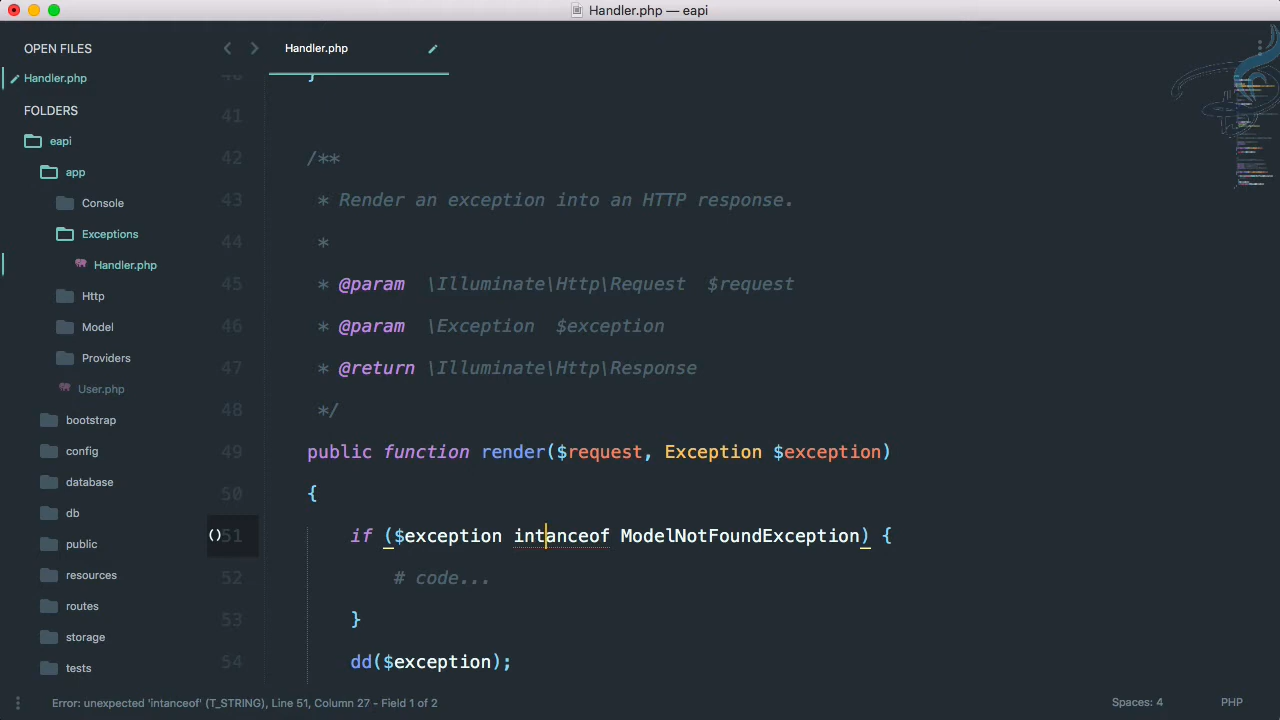 Handler.php — eapi
OPEN FILES
Handler.php
FOLDERS
eapi
app
Console
Exceptions
Handler.php
Http
Model
Providers
User.php
bootstrap
config
database
db
public
resources
routes
storage
tests
Handler.php
40 }
41
42 /**
43 * Render an exception into an HTTP response.
44 *
45 * @param \Illuminate\Http\Request $request
46 * @param \Exception $exception
47 * @return \Illuminate\Http\Response
48 */
49 public function render($request, Exception $exception)
50 {
() 51 if ($exception intanceof ModelNotFoundException) {
52 # code...
53 }
54 dd($exception);
Error: unexpected 'intanceof' (T_STRING), Line 51, Column 27 - Field 1 of 2
Spaces: 4
PHP